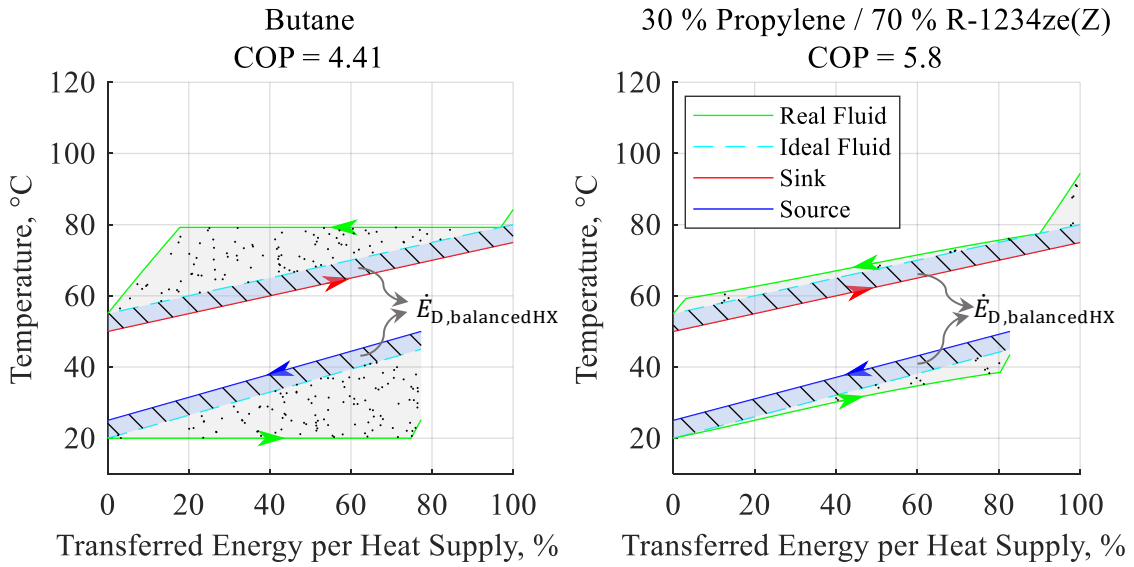 Butane
COP = 4.41
120
100
80
60
40
20
0 20 40 60 80 100
Temperature, °C
Transferred Energy per Heat Supply, %
Ė_D,balancedHX
30 % Propylene / 70 % R-1234ze(Z)
COP = 5.8
Real Fluid
Ideal Fluid
Sink
Source
120
100
80
60
40
20
0 20 40 60 80 100
Temperature, °C
Transferred Energy per Heat Supply, %
Ė_D,balancedHX